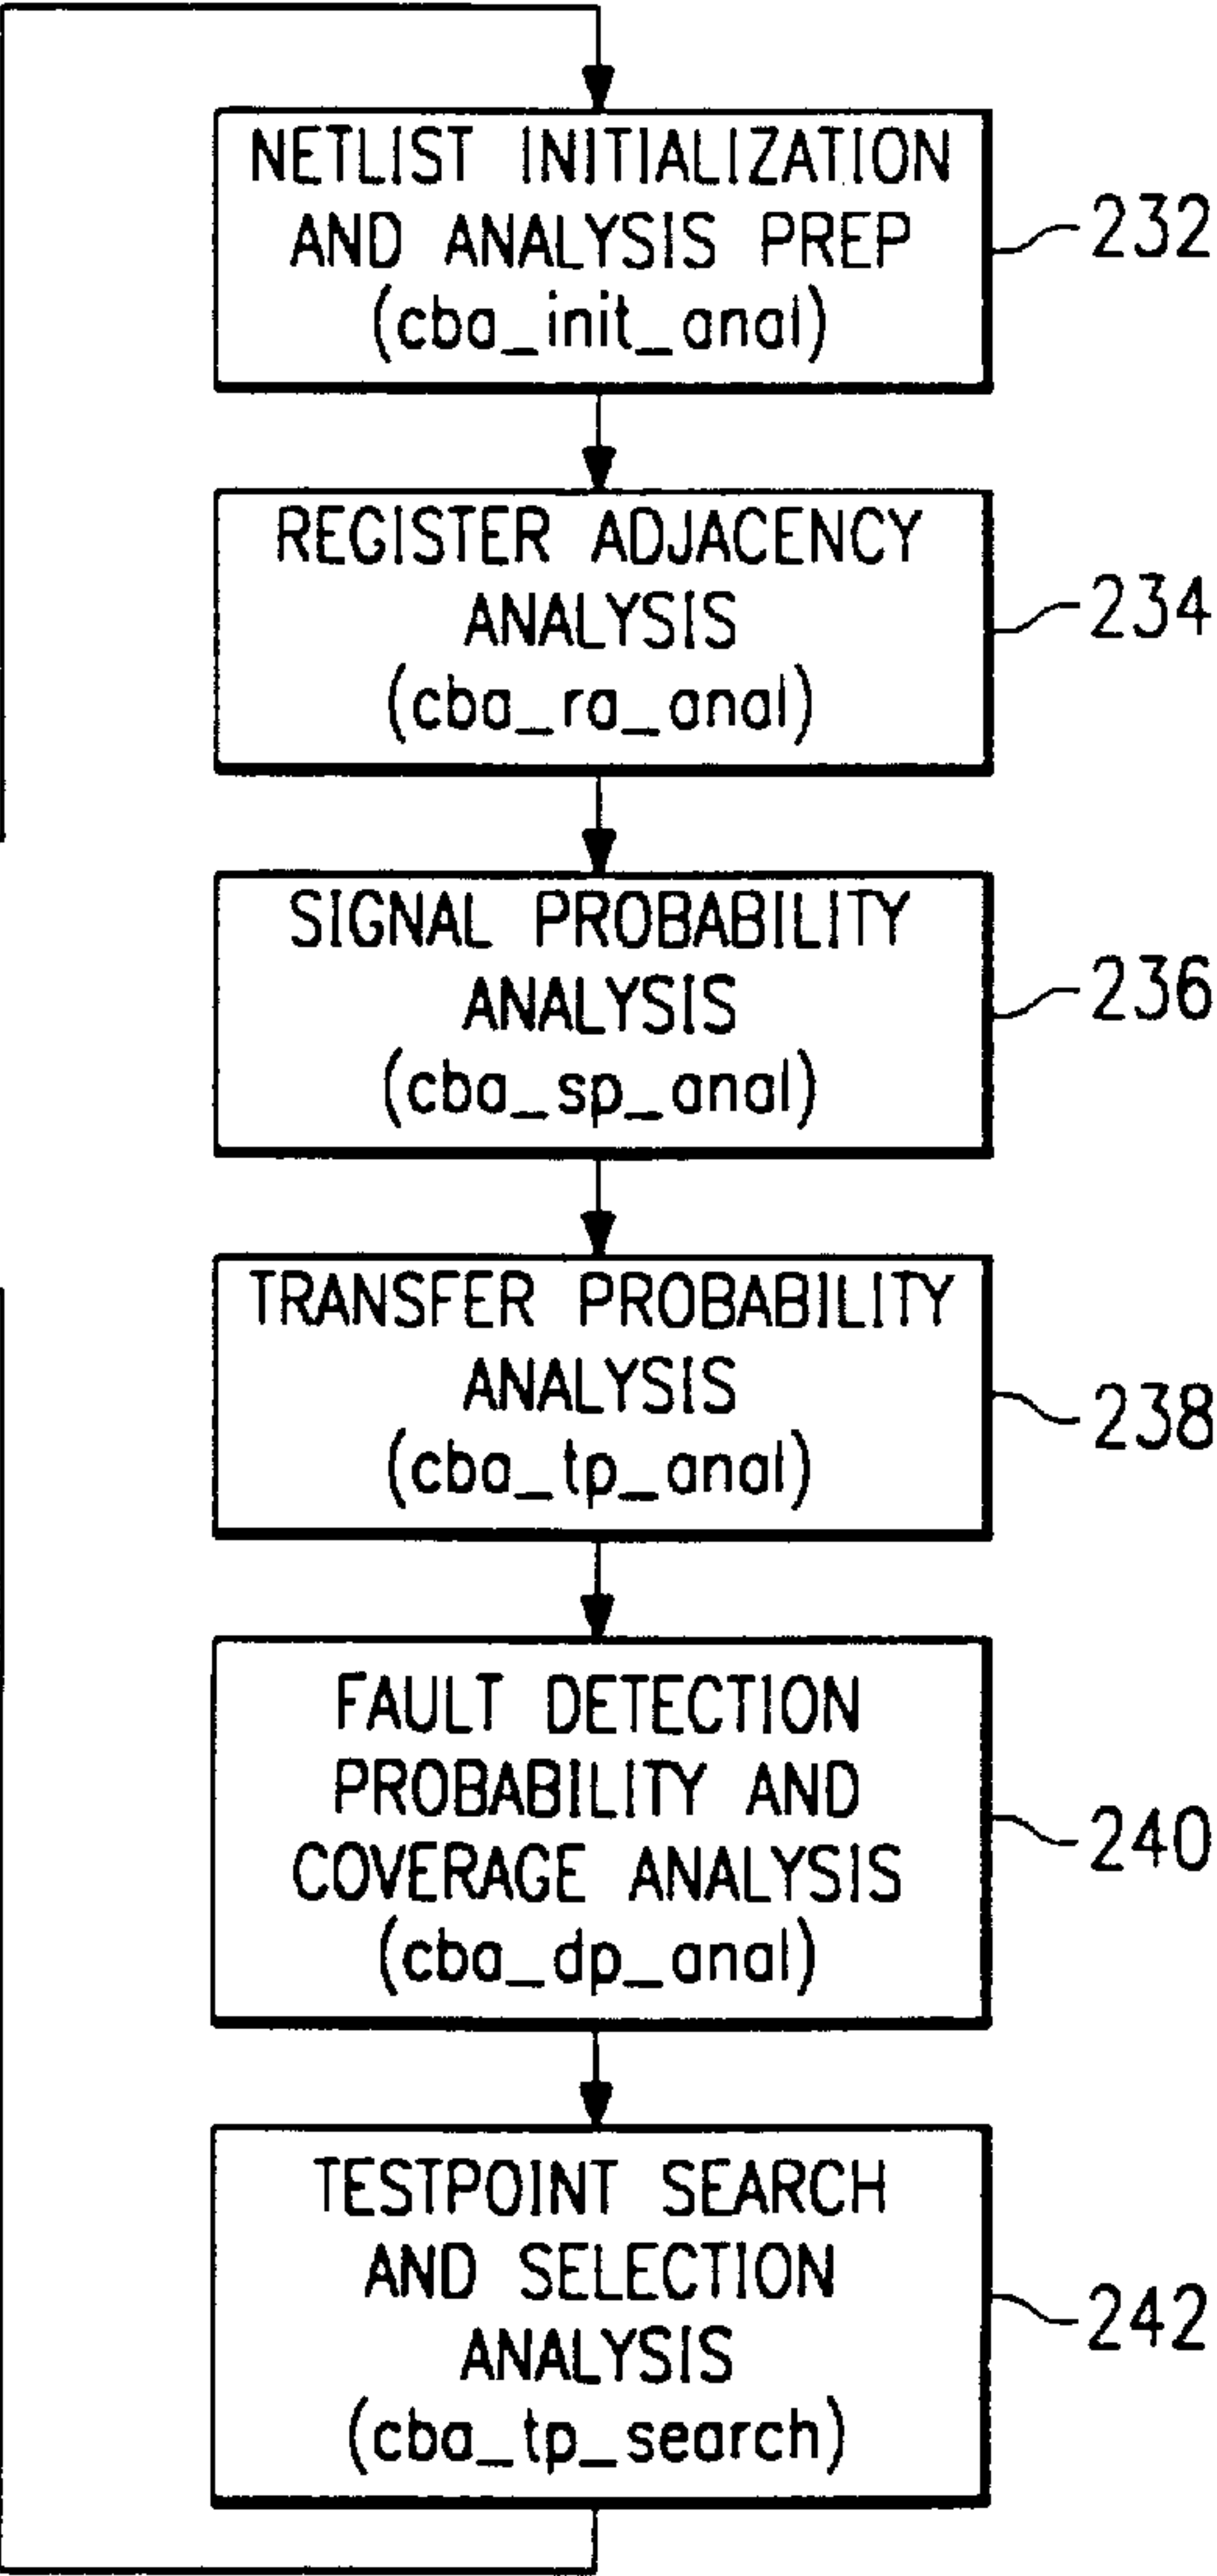 NETLIST INITIALIZATION
AND ANALYSIS PREP
(cba_init_anal)
232
REGISTER ADJACENCY
ANALYSIS
(cba_ra_anal)
234
SIGNAL PROBABILITY
ANALYSIS
(cba_sp_anal)
236
TRANSFER PROBABILITY
ANALYSIS
(cba_tp_anal)
238
FAULT DETECTION
PROBABILITY AND
COVERAGE ANALYSIS
(cba_dp_anal)
240
TESTPOINT SEARCH
AND SELECTION
ANALYSIS
(cba_tp_search)
242